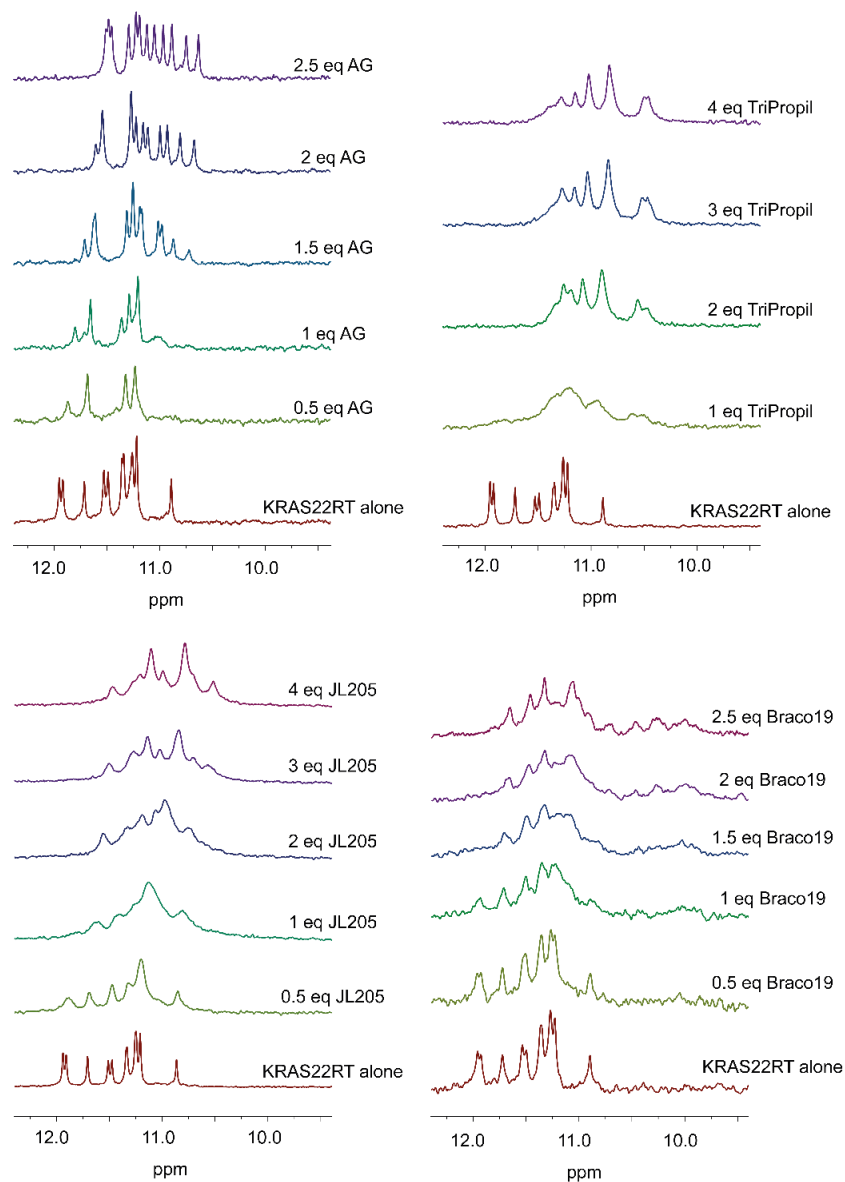 2.5 eq AG
2 eq AG
1.5 eq AG
1 eq AG
0.5 eq AG
KRAS22RT alone
12.0 11.0 10.0
ppm
4 eq TriPropil
3 eq TriPropil
2 eq TriPropil
1 eq TriPropil
KRAS22RT alone
12.0 11.0 10.0
ppm
4 eq JL205
3 eq JL205
2 eq JL205
1 eq JL205
0.5 eq JL205
KRAS22RT alone
12.0 11.0 10.0
ppm
2.5 eq Braco19
2 eq Braco19
1.5 eq Braco19
1 eq Braco19
0.5 eq Braco19
KRAS22RT alone
12.0 11.0 10.0
ppm